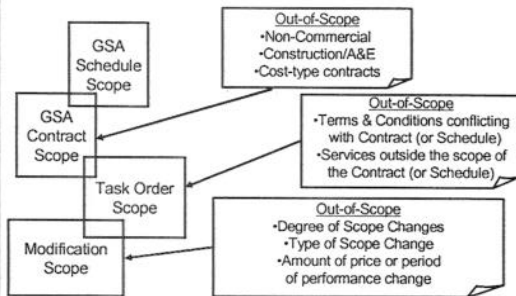 GSA
Schedule
Scope
GSA
Contract
Scope
Task Order
Scope
Modification
Scope
Out-of-Scope
•Non-Commercial
•Construction/A&E
•Cost-type contracts
Out-of-Scope
•Terms & Conditions conflicting
with Contract (or Schedule)
•Services outside the scope of
the Contract (or Schedule)
Out-of-Scope
•Degree of Scope Changes
•Type of Scope Change
•Amount of price or period
of performance change